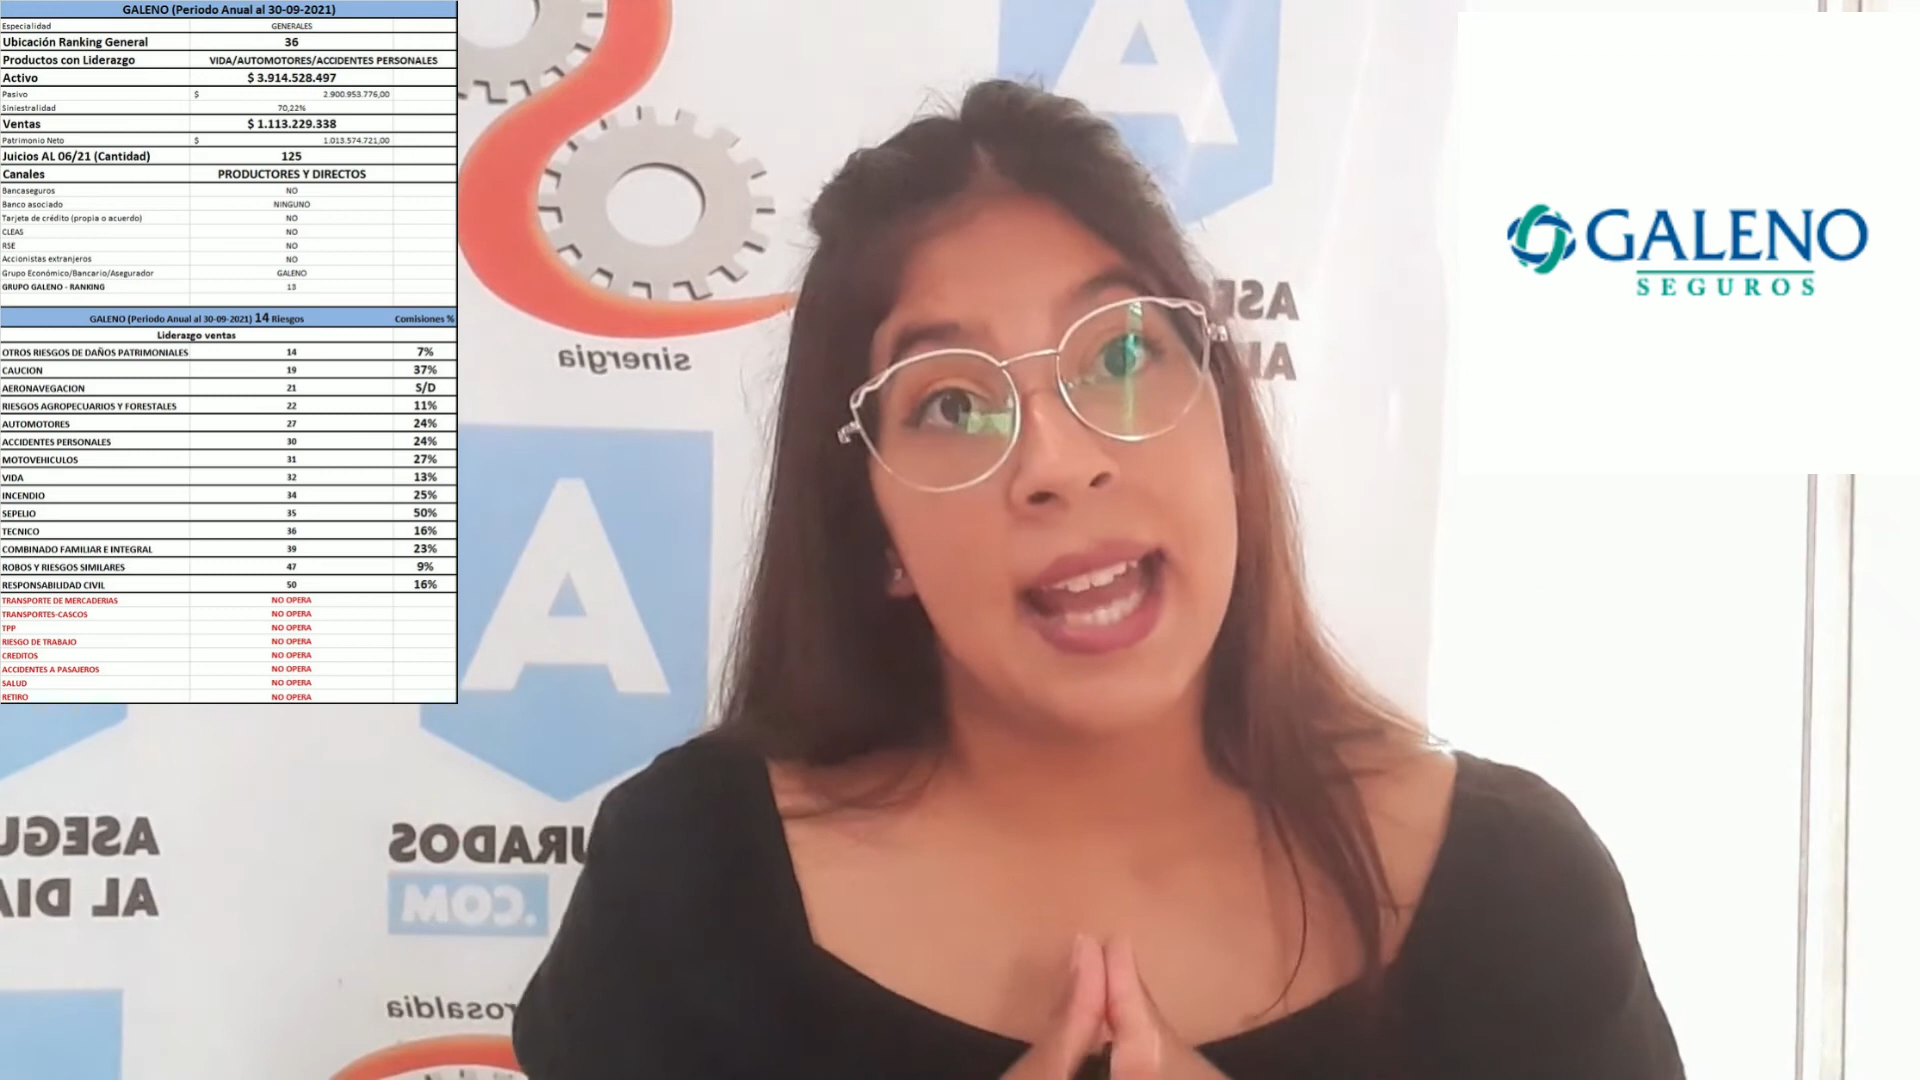 GALENO (Periodo Anual al 30-09-2021)
Especialidad GENERALES
Ubicación Ranking General 36
Productos con Liderazgo VIDA/AUTOMOTORES/ACCIDENTES PERSONALES
Activo $ 3.914.528.497
Pasivo $ 2.900.953.776,00
Siniestralidad 70,22%
Ventas $ 1.113.229.338
Patrimonio Neto $ 1.013.574.721,00
Juicios AL 06/21 (Cantidad) 125
Canales PRODUCTORES Y DIRECTOS
Bancaseguros NO
Banco asociado NINGUNO
Tarjeta de crédito (propia o acuerdo) NO
CLEAS NO
RSE NO
Accionistas extranjeros NO
Grupo Económico/Bancario/Asegurador GALENO
GRUPO GALENO - RANKING 13
GALENO (Periodo Anual al 30-09-2021) 14 Riesgos Comisiones %
Liderazgo ventas
OTROS RIESGOS DE DAÑOS PATRIMONIALES 14 7%
CAUCION 19 37%
AERONAVEGACION 21 S/D
RIESGOS AGROPECUARIOS Y FORESTALES 22 11%
AUTOMOTORES 27 24%
ACCIDENTES PERSONALES 30 24%
MOTOVEHICULOS 31 27%
VIDA 32 13%
INCENDIO 34 25%
SEPELIO 35 50%
TECNICO 36 16%
COMBINADO FAMILIAR E INTEGRAL 39 23%
ROBOS Y RIESGOS SIMILARES 47 9%
RESPONSABILIDAD CIVIL 50 16%
TRANSPORTE DE MERCADERIAS NO OPERA
TRANSPORTES-CASCOS NO OPERA
TPP NO OPERA
RIESGO DE TRABAJO NO OPERA
CREDITOS NO OPERA
ACCIDENTES A PASAJEROS NO OPERA
SALUD NO OPERA
RETIRO NO OPERA
GALENO
SEGUROS
sinergia
ASE
AL
ASEGU
AL DIA
URADOS
.COM
rosaldia